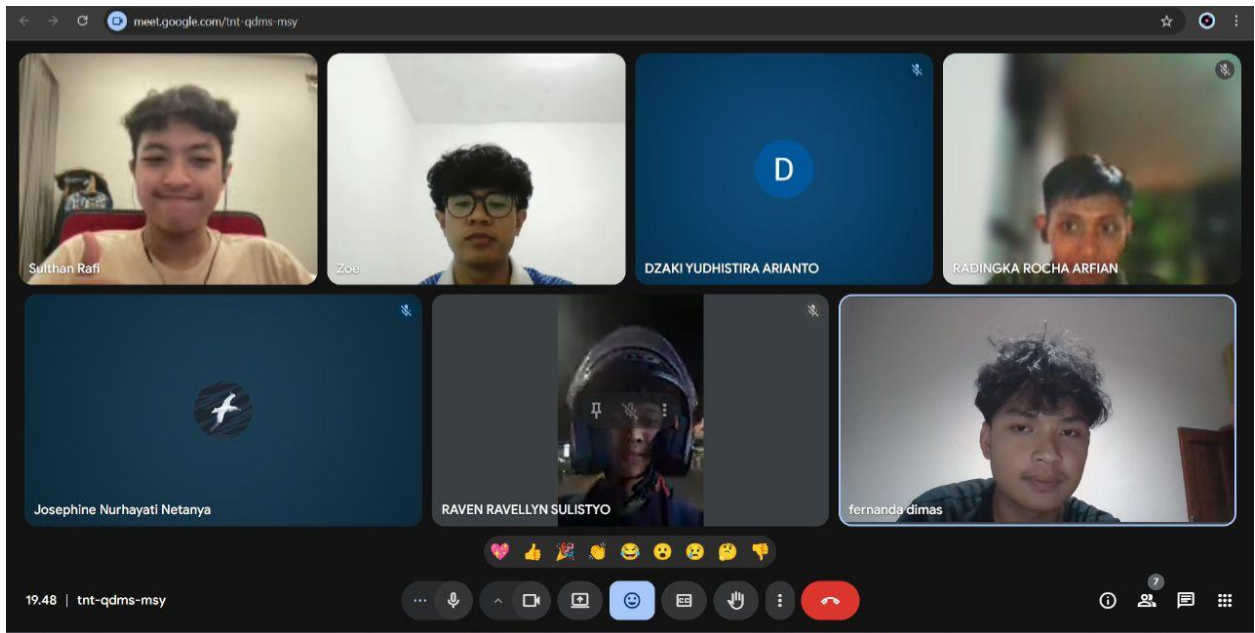 meet.google.com/tnt-qdms-msy
Sulthan Rafi
Zoe
D
DZAKI YUDHISTIRA ARIANTO
RADINGKA ROCHA ARFIAN
Josephine Nurhayati Netanya
RAVEN RAVELLYN SULISTYO
fernanda dimas
19.48 | tnt-qdms-msy
CC
7